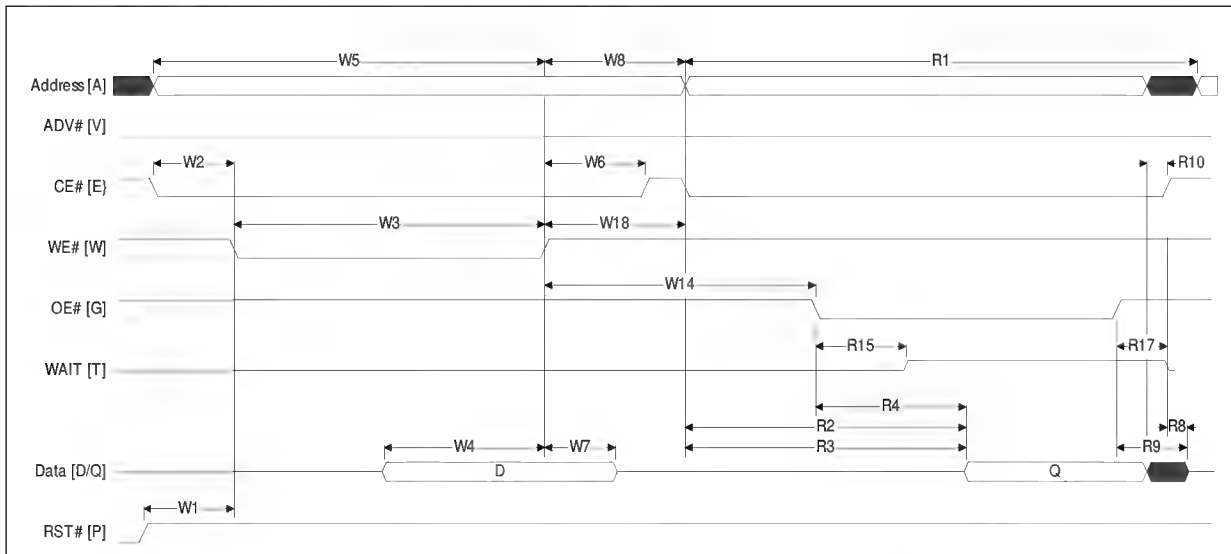 W5 W8 R1
Address [A]
ADV# [V]
W2 W6 R10
CE# [E}
W3 W18
WE# [W]
W14
OE# [G]
R15 R17
WAIT [T]
R4
R2 R8
W4 W7 R3 R9
Data [D/Q] D Q
W1
RST# [P]